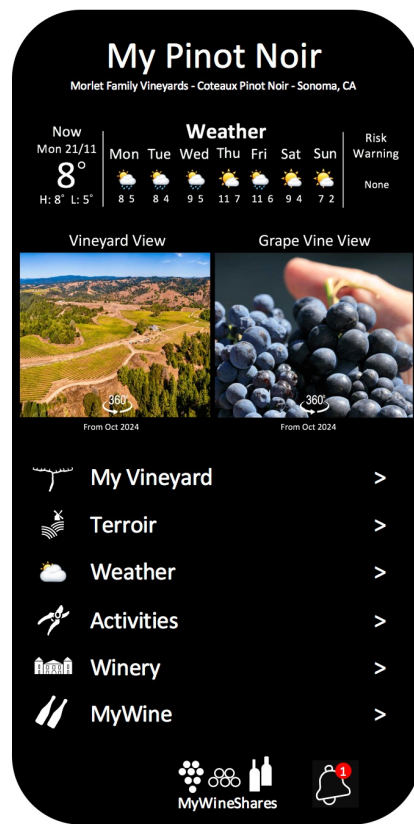 My Pinot Noir
Morlet Family Vineyards - Coteaux Pinot Noir - Sonoma, CA
Now
Mon 21/11
8°
H: 8° L: 5°
Weather
Mon Tue Wed Thu Fri Sat Sun
8 5 8 4 9 5 11 7 11 6 9 4 7 2
Risk
Warning
None
Vineyard View
Grape Vine View
360°
360°
From Oct 2024
From Oct 2024
My Vineyard >
Terroir >
Weather >
Activities >
Winery >
MyWine >
1
MyWineShares